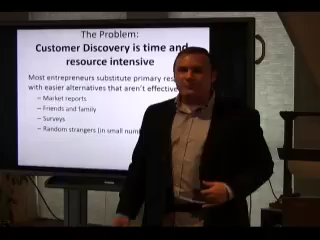 The Problem:
Customer Discovery is time and
resource intensive
Most entrepreneurs substitute primary
with easier alternatives that aren't effective
– Market reports
– Friends and family
– Surveys
– Random strangers (in small